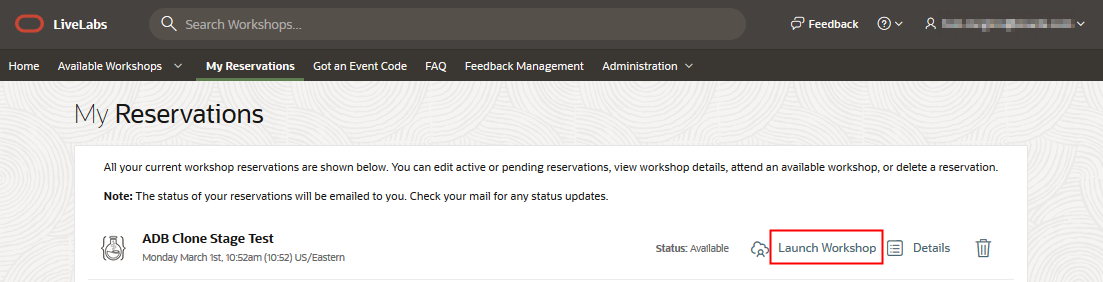 LiveLabs
Search Workshops...
Feedback
Home Available Workshops My Reservations Got an Event Code FAQ Feedback Management Administration
My Reservations
All your current workshop reservations are shown below. You can edit active or pending reservations, view workshop details, attend an available workshop, or delete a reservation.
Note: The status of your reservations will be emailed to you. Check your mail for any status updates.
ADB Clone Stage Test
Status: Available Launch Workshop Details
Monday March 1st, 10:52am (10:52) US/Eastern